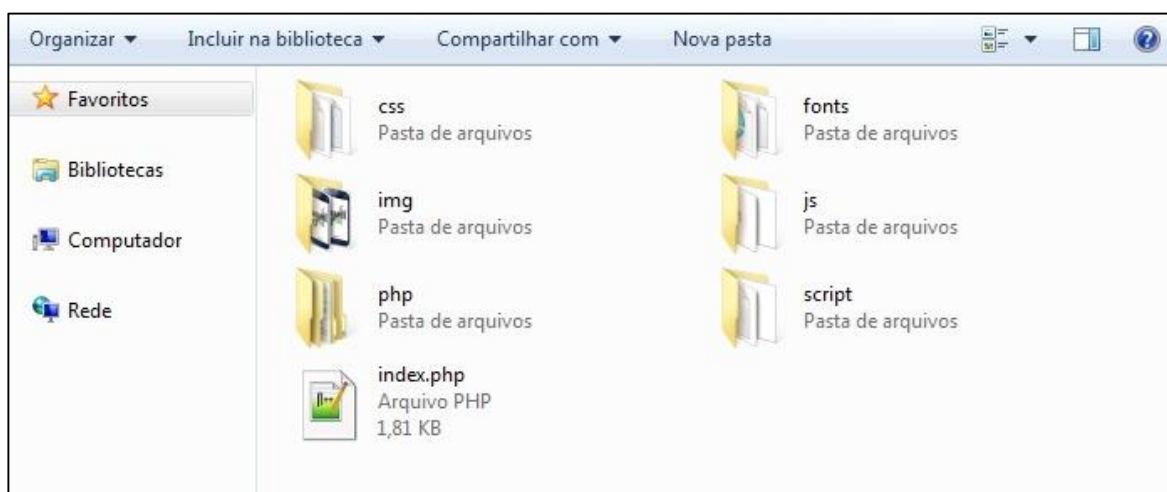 Organizar Incluir na biblioteca Compartilhar com Nova pasta
Favoritos
Bibliotecas
Computador
Rede
css
Pasta de arquivos
fonts
Pasta de arquivos
img
Pasta de arquivos
js
Pasta de arquivos
php
Pasta de arquivos
script
Pasta de arquivos
index.php
Arquivo PHP
1,81 KB